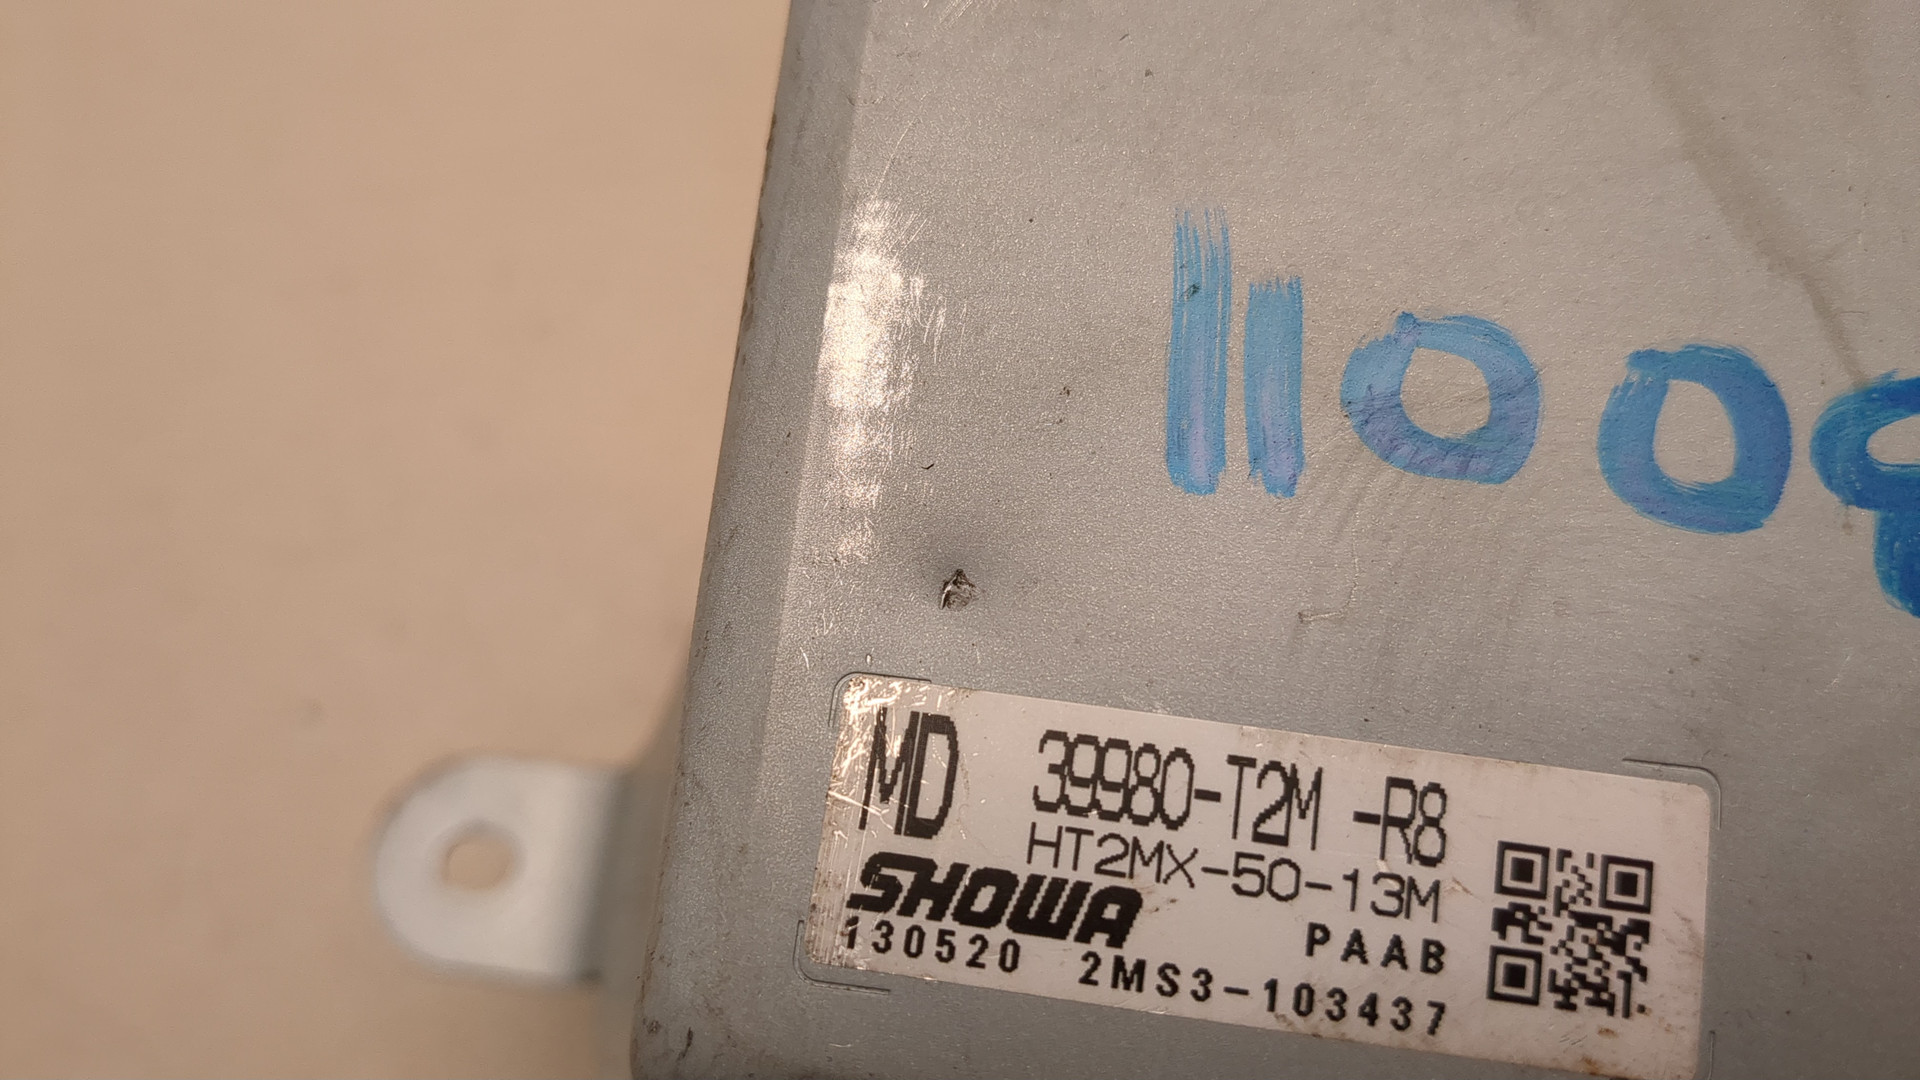 1100
MD 39980-T2M -R8
HT2MX-50-13M
SHOWA PAAB
130520 2MS3-103437